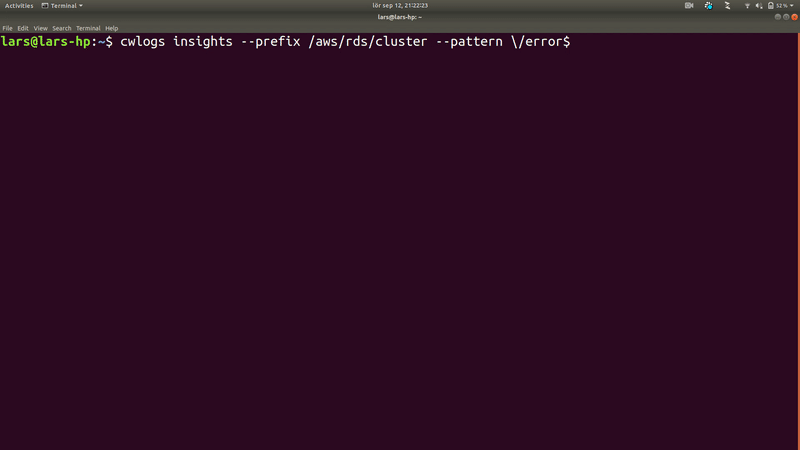 Activities Terminal lör sep 12, 21:22:23 52 %
lars@lars-hp: ~
File Edit View Search Terminal Help
lars@lars-hp:~$ cwlogs insights --prefix /aws/rds/cluster --pattern \/error$